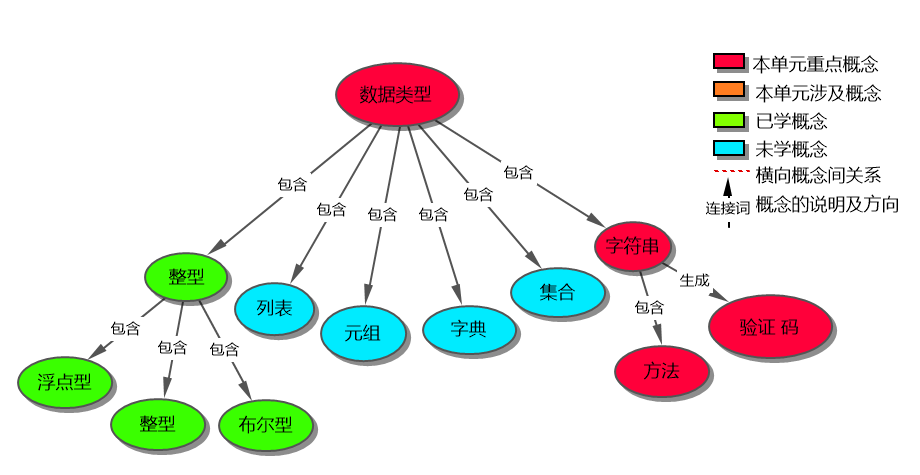 数据类型
本单元重点概念
本单元涉及概念
已学概念
未学概念
横向概念间关系
连接词
概念的说明及方向
包含
包含
包含
包含
包含
包含
整型
列表
元组
字典
集合
字符串
包含
包含
包含
包含
生成
浮点型
整型
布尔型
方法
验证 码